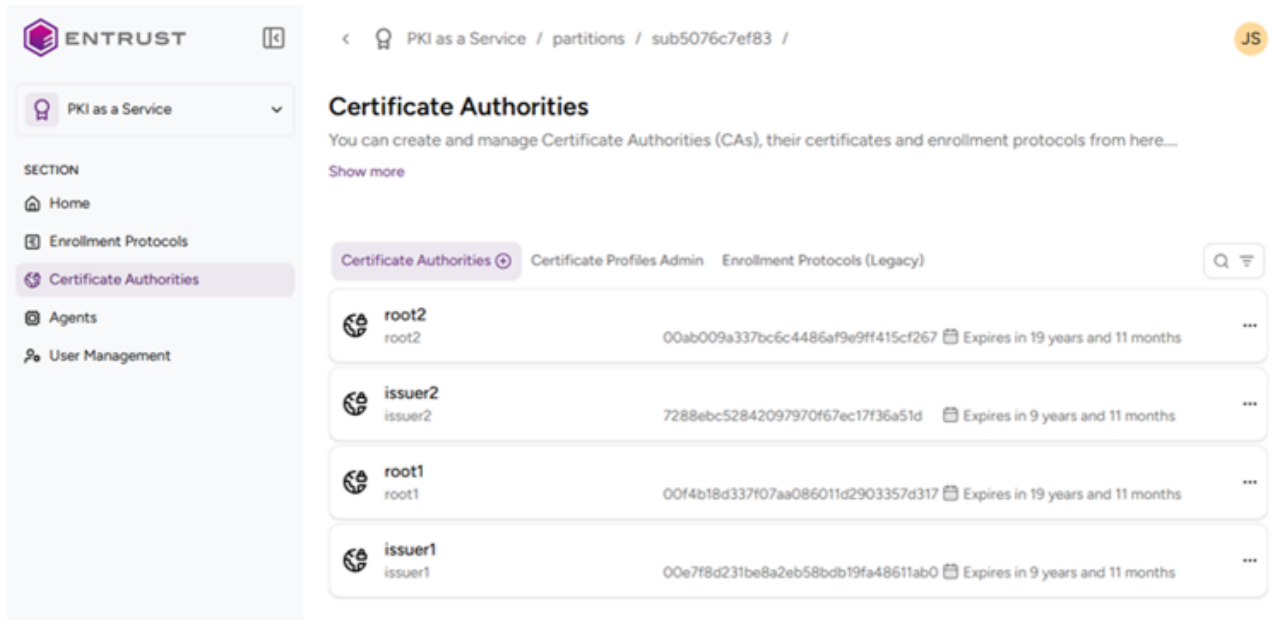 ENTRUST
PKI as a Service
SECTION
Home
Enrollment Protocols
Certificate Authorities
Agents
User Management
PKI as a Service / partitions / sub5076c7ef83 /
JS
Certificate Authorities
You can create and manage Certificate Authorities (CAs), their certificates and enrollment protocols from here....
Show more
Certificate Authorities Certificate Profiles Admin Enrollment Protocols (Legacy)
root2
root2 00ab009a337bc6c4486af9e9ff415cf267 Expires in 19 years and 11 months
issuer2
issuer2 7288ebc52842097970f67ec17f36a51d Expires in 9 years and 11 months
root1
root1 00f4b18d337f07aa086011d2903357d317 Expires in 19 years and 11 months
issuer1
issuer1 00e7f8d231be8a2eb58bdb19fa48611ab0 Expires in 9 years and 11 months